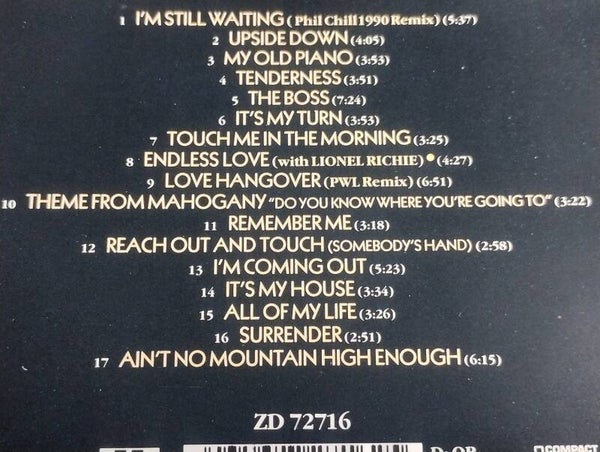 1 I'M STILL WAITING (Phil Chill 1990 Remix) (5:37)
2 UPSIDE DOWN (4:05)
3 MY OLD PIANO (3:53)
4 TENDERNESS (3:51)
5 THE BOSS (7:24)
6 IT'S MY TURN (3:53)
7 TOUCH ME IN THE MORNING (3:25)
8 ENDLESS LOVE (with LIONEL RICHIE) • (4:27)
9 LOVE HANGOVER (PWL Remix) (6:51)
10 THEME FROM MAHOGANY "DO YOU KNOW WHERE YOU'RE GOING TO" (3:22)
11 REMEMBER ME (3:18)
12 REACH OUT AND TOUCH (SOMEBODY'S HAND) (2:58)
13 I'M COMING OUT (5:23)
14 IT'S MY HOUSE (3:34)
15 ALL OF MY LIFE (3:26)
16 SURRENDER (2:51)
17 AIN'T NO MOUNTAIN HIGH ENOUGH (6:15)
ZD 72716
COMPACT